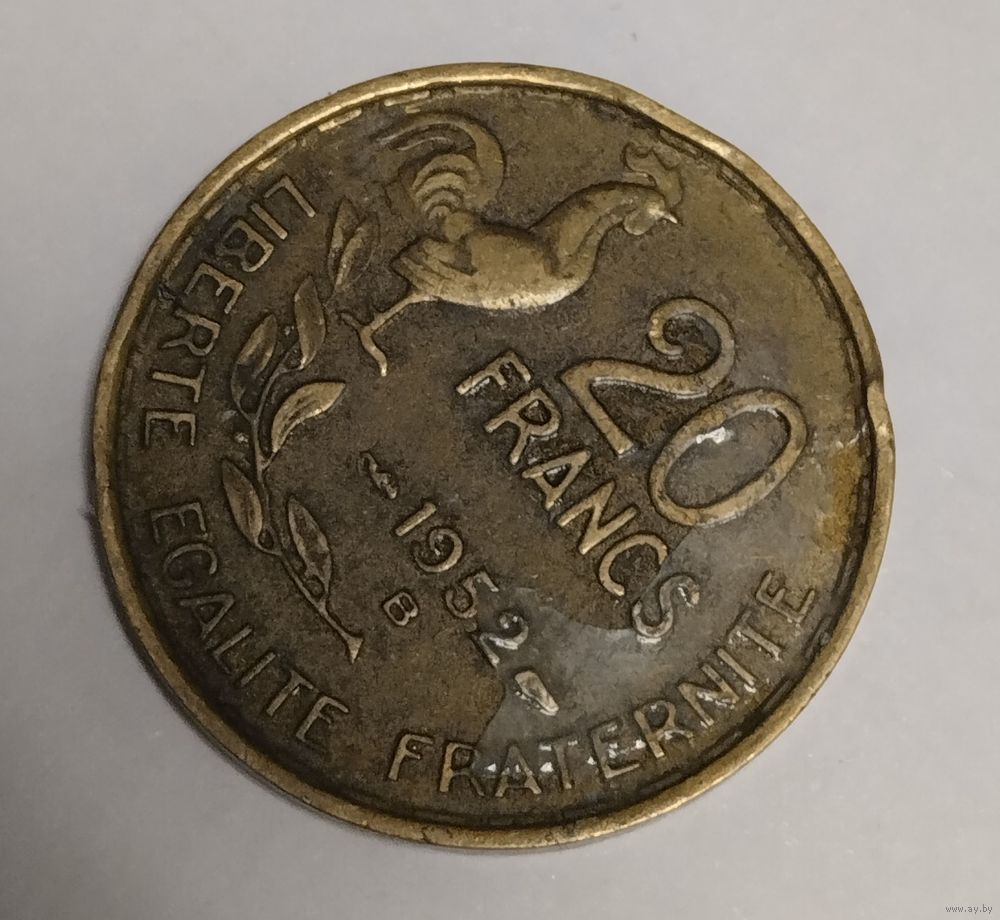 20
FRANCS
1952
B
LIBERTE EGALITE FRATERNITE
www.ay.by